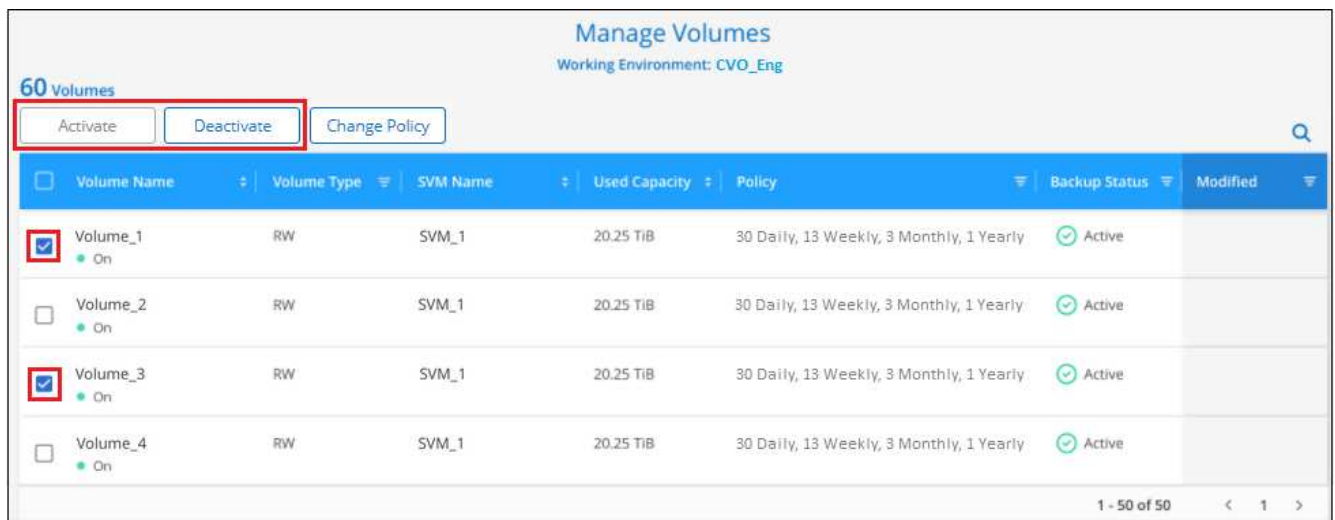 Manage Volumes
Working Environment: CVO_Eng
60 Volumes
Activate Deactivate Change Policy
Volume Name Volume Type SVM Name Used Capacity Policy Backup Status Modified
Volume_1 RW SVM_1 20.25 TiB 30 Daily, 13 Weekly, 3 Monthly, 1 Yearly Active
On
Volume_2 RW SVM_1 20.25 TiB 30 Daily, 13 Weekly, 3 Monthly, 1 Yearly Active
On
Volume_3 RW SVM_1 20.25 TiB 30 Daily, 13 Weekly, 3 Monthly, 1 Yearly Active
On
Volume_4 RW SVM_1 20.25 TiB 30 Daily, 13 Weekly, 3 Monthly, 1 Yearly Active
On
1 - 50 of 50 < 1 >